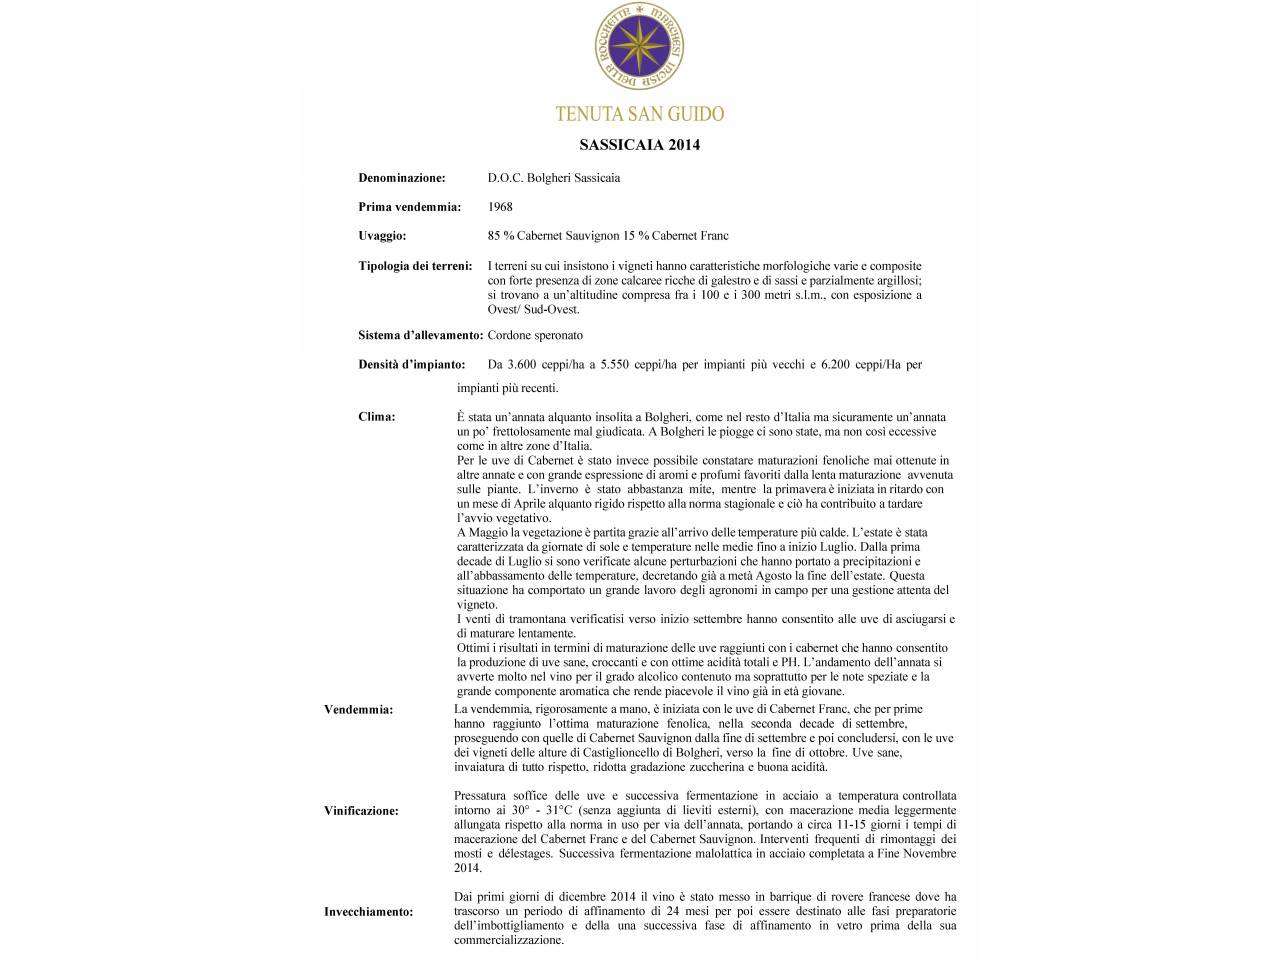 MARCHESI INCISA DELLA ROCCHETTA
TENUTA SAN GUIDO
SASSICAIA 2014
Denominazione: D.O.C. Bolgheri Sassicaia
Prima vendemmia: 1968
Uvaggio: 85 % Cabernet Sauvignon 15 % Cabernet Franc
Tipologia dei terreni: I terreni su cui insistono i vigneti hanno caratteristiche morfologiche varie e composite
con forte presenza di zone calcaree ricche di galestro e di sassi e parzialmente argillosi;
si trovano a un'altitudine compresa fra i 100 e i 300 metri s.l.m., con esposizione a
Ovest/ Sud-Ovest.
Sistema d'allevamento: Cordone speronato
Densità d'impianto: Da 3.600 ceppi/ha a 5.550 ceppi/ha per impianti più vecchi e 6.200 ceppi/Ha per
impianti più recenti.
Clima: È stata un'annata alquanto insolita a Bolgheri, come nel resto d'Italia ma sicuramente un'annata
un po' frettolosamente mal giudicata. A Bolgheri le piogge ci sono state, ma non così eccessive
come in altre zone d'Italia.
Per le uve di Cabernet è stato invece possibile constatare maturazioni fenoliche mai ottenute in
altre annate e con grande espressione di aromi e profumi favoriti dalla lenta maturazione avvenuta
sulle piante. L'inverno è stato abbastanza mite, mentre la primavera è iniziata in ritardo con
un mese di Aprile alquanto rigido rispetto alla norma stagionale e ciò ha contribuito a tardare
l'avvio vegetativo.
A Maggio la vegetazione è partita grazie all'arrivo delle temperature più calde. L'estate è stata
caratterizzata da giornate di sole e temperature nelle medie fino a inizio Luglio. Dalla prima
decade di Luglio si sono verificate alcune perturbazioni che hanno portato a precipitazioni e
all'abbassamento delle temperature, decretando già a metà Agosto la fine dell'estate. Questa
situazione ha comportato un grande lavoro degli agronomi in campo per una gestione attenta del
vigneto.
I venti di tramontana verificatisi verso inizio settembre hanno consentito alle uve di asciugarsi e
di maturare lentamente.
Ottimi i risultati in termini di maturazione delle uve raggiunti con i cabernet che hanno consentito
la produzione di uve sane, croccanti e con ottime acidità totali e PH. L'andamento dell'annata si
avverte molto nel vino per il grado alcolico contenuto ma soprattutto per le note speziate e la
grande componente aromatica che rende piacevole il vino già in età giovane.
Vendemmia: La vendemmia, rigorosamente a mano, è iniziata con le uve di Cabernet Franc, che per prime
hanno raggiunto l'ottima maturazione fenolica, nella seconda decade di settembre,
proseguendo con quelle di Cabernet Sauvignon dalla fine di settembre e poi concludersi, con le uve
dei vigneti delle alture di Castiglioncello di Bolgheri, verso la fine di ottobre. Uve sane,
invaiatura di tutto rispetto, ridotta gradazione zuccherina e buona acidità.
Pressatura soffice delle uve e successiva fermentazione in acciaio a temperatura controllata
Vinificazione: intorno ai 30° - 31°C (senza aggiunta di lieviti esterni), con macerazione media leggermente
allungata rispetto alla norma in uso per via dell'annata, portando a circa 11-15 giorni i tempi di
macerazione del Cabernet Franc e del Cabernet Sauvignon. Interventi frequenti di rimontaggi dei
mosti e délestages. Successiva fermentazione malolattica in acciaio completata a Fine Novembre
2014.
Dai primi giorni di dicembre 2014 il vino è stato messo in barrique di rovere francese dove ha
Invecchiamento: trascorso un periodo di affinamento di 24 mesi per poi essere destinato alle fasi preparatorie
dell'imbottigliamento e della una successiva fase di affinamento in vetro prima della sua
commercializzazione.